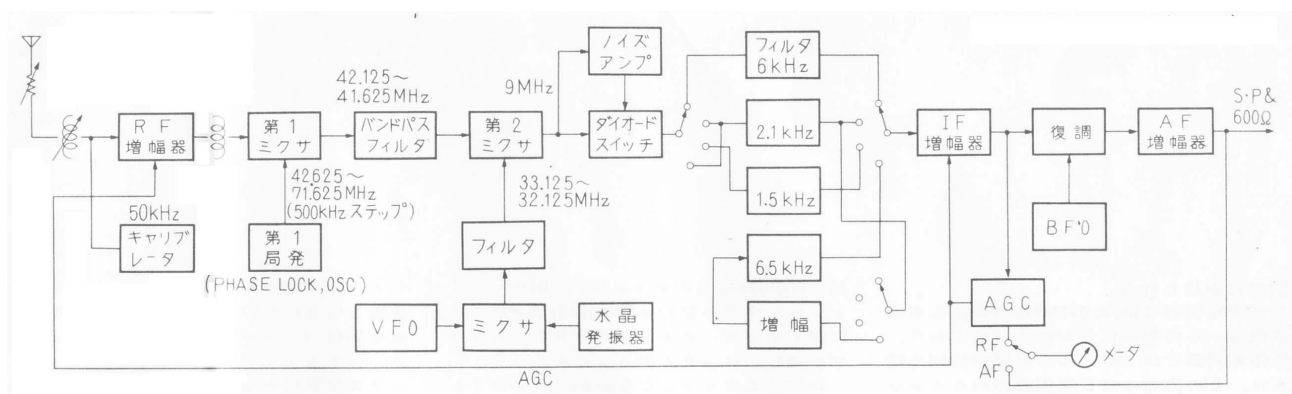 ノイズ
アンプ
フィルタ
6kHz
42.125～
41.625MHz
9MHz
S·P&
600Ω
RF
増幅器
第1
ミクサ
バンドパス
フィルタ
第2
ミクサ
ダイオード
スイッチ
2.1kHz
IF
増幅器
復調
AF
増幅器
42.625～
71.625MHz
(500kHzステップ)
33.125～
32.125MHz
1.5kHz
50kHz
キャリブ
レータ
第1
局発
(PHASE LOCK,OSC)
フィルタ
BFO
6.5kHz
VFO
ミクサ
水晶
発振器
増幅
AGC
RF
AF
メータ
AGC